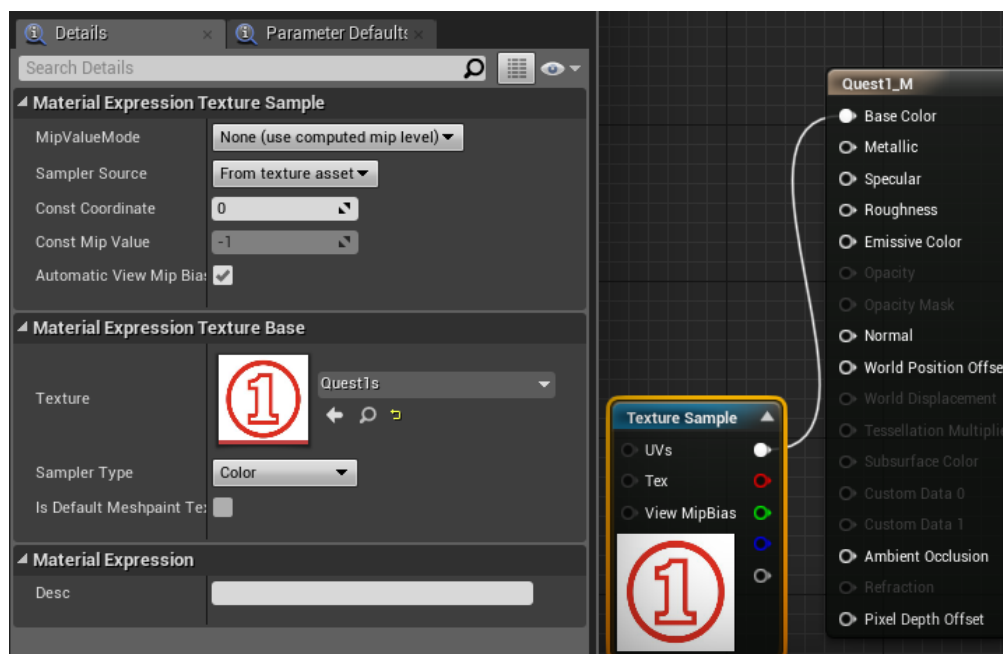 Details
Parameter Defaults
Search Details
Material Expression Texture Sample
MipValueMode
None (use computed mip level)
Sampler Source
From texture asset
Const Coordinate
0
Const Mip Value
-1
Automatic View Mip Bias
Material Expression Texture Base
Texture
1
Quest1s
Sampler Type
Color
Is Default Meshpaint Te
Material Expression
Desc
Texture Sample
UVs
Tex
View MipBias
1
Quest1_M
Base Color
Metallic
Specular
Roughness
Emissive Color
Opacity
Opacity Mask
Normal
World Position Offse
World Displacement
Tessellation Multipli
Subsurface Color
Custom Data 0
Custom Data 1
Ambient Occlusion
Refraction
Pixel Depth Offset